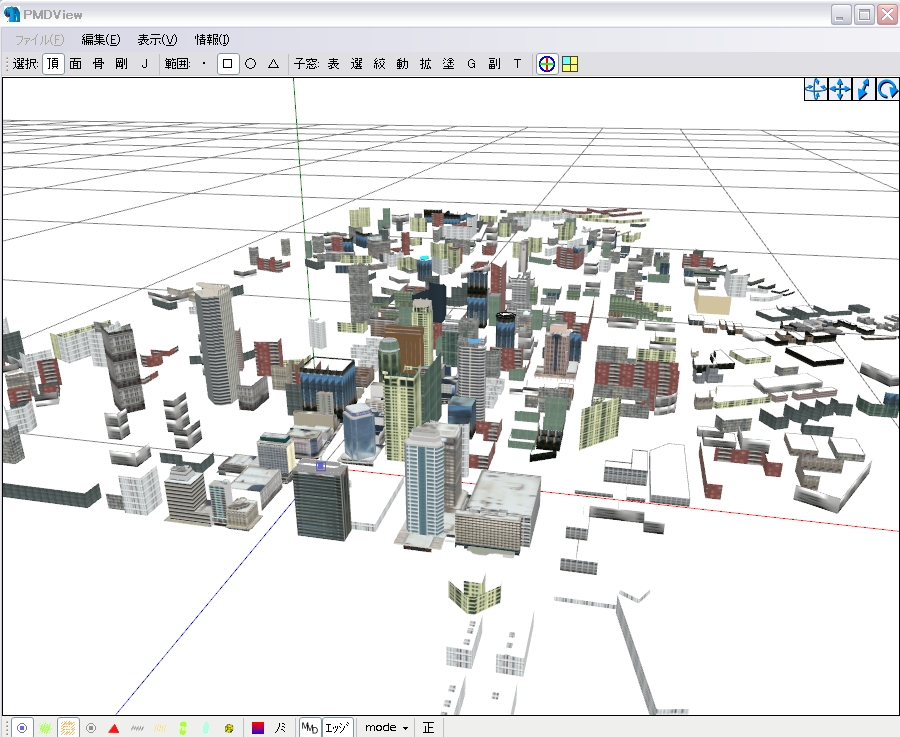 PMDView
ファイル(F) 編集(E) 表示(V) 情報(I)
選択: 頂 面 骨 剛 J 範囲: 子窓: 表 選 絞 動 拡 塗 G 副 T
ﾉﾐ MMD ｴｯｼﾞ mode 正